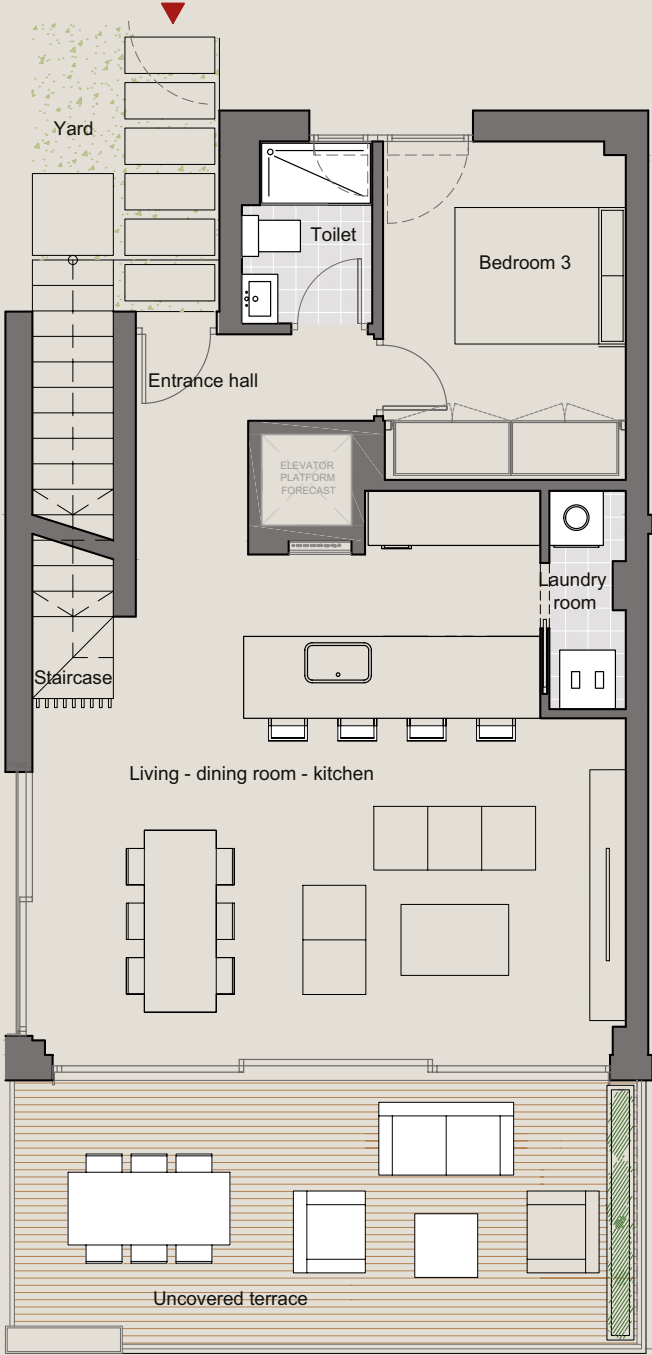 Yard
Toilet
Bedroom 3
Entrance hall
ELEVATOR
PLATFORM
FORECAST
Laundry
room
Staircase
Living - dining room - kitchen
Uncovered terrace